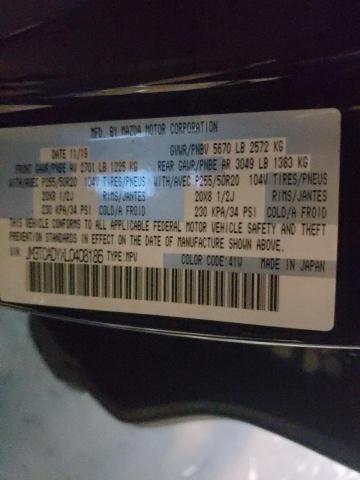 MFD. BY MAZDA MOTOR CORPORATION
DATE 11/19 GVWR/PNBV 5670 LB 2572 KG
FRONT GAWR/PNBE AV 2701 LB 1225 KG REAR GAWR/PNBE AR 3049 LB 1383 KG
WITH/AVEC P255/50R20 104V TIRES/PNEUS WITH/AVEC P255/50R20 104V TIRES/PNEUS
20X8 1/2J RIMS/JANTES 20X8 1/2J RIMS/JANTES
230 KPA/34 PSI COLD/A FROID 230 KPA/34 PSI COLD/A FROID
THIS VEHICLE CONFORMS TO ALL APPLICABLE FEDERAL MOTOR VEHICLE SAFETY AND THEFT
PREVENTION STANDARDS IN EFFECT ON THE DATE OF MANUFACTURE SHOWN ABOVE.
VIN: JM3TCADYXL0408186 TYPE: MPV COLOR CODE: 41W MADE IN JAPAN